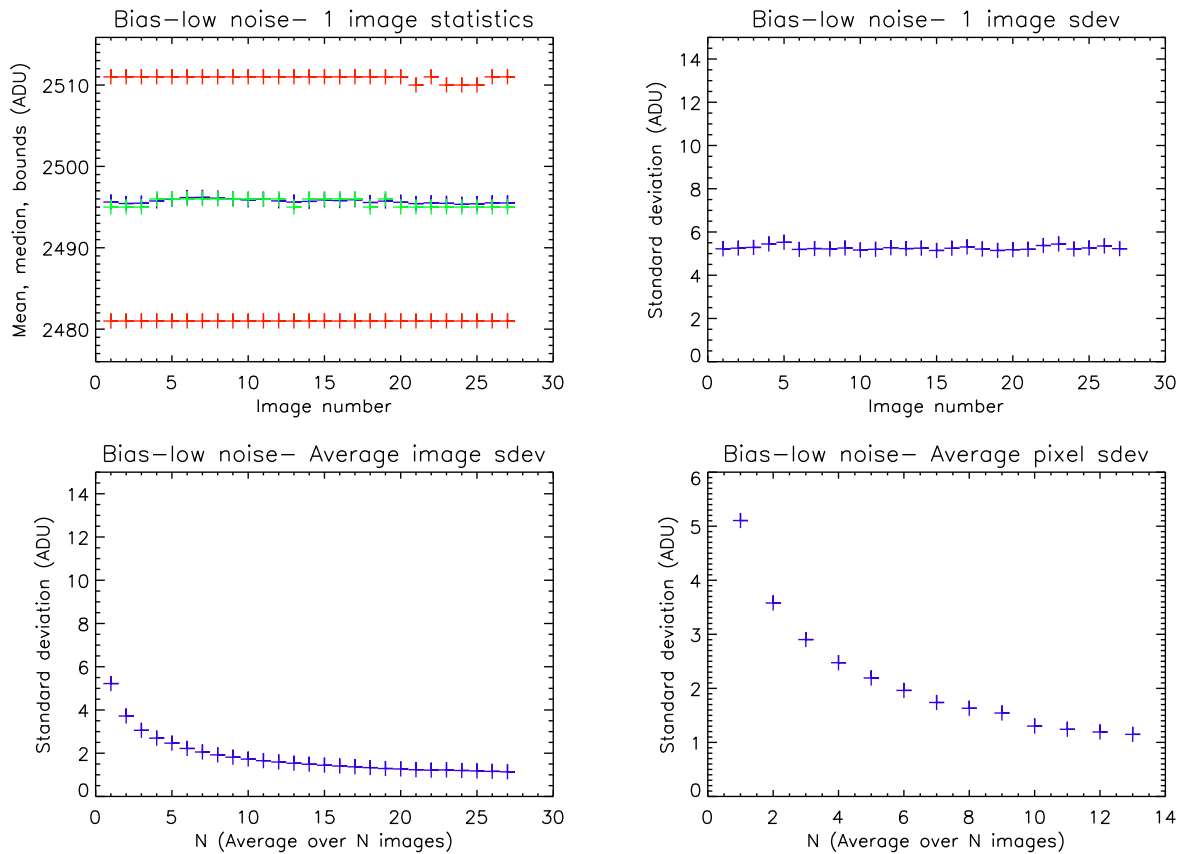 Bias-low noise- 1 image statistics
Mean, median, bounds (ADU)
2510
2500
2490
2480
0 5 10 15 20 25 30
Image number
Bias-low noise- 1 image sdev
Standard deviation (ADU)
14
12
10
8
6
4
2
0
0 5 10 15 20 25 30
Image number
Bias-low noise- Average image sdev
Standard deviation (ADU)
14
12
10
8
6
4
2
0
0 5 10 15 20 25 30
N (Average over N images)
Bias-low noise- Average pixel sdev
Standard deviation (ADU)
6
5
4
3
2
1
0
0 2 4 6 8 10 12 14
N (Average over N images)